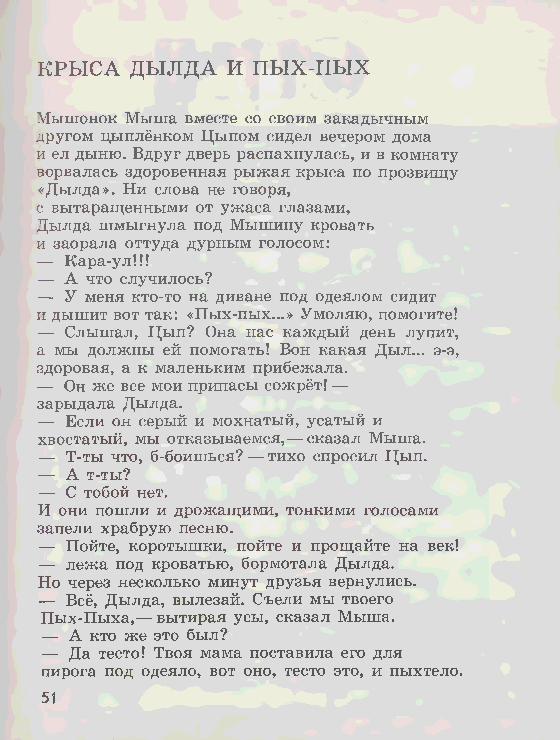 КРЫСА ДЫЛДА И ПЫХ-ПЫХ
Мышонок Мыша вместе со своим закадычным
другом цыплёнком Цыпом сидел вечером дома
и ел дыню. Вдруг дверь распахнулась, и в комнату
ворвалась здоровенная рыжая крыса по прозвищу
«Дылда». Ни слова не говоря,
с вытаращенными от ужаса глазами,
Дылда шмыгнула под Мышину кровать
и заорала оттуда дурным голосом:
— Кара-ул!!!
— А что случилось?
— У меня кто-то на диване под одеялом сидит
и дышит вот так: «Пых-пых...» Умоляю, помогите!
— Слышал, Цып? Она нас каждый день лупит,
а мы должны ей помогать! Вон какая Дыл... э-э,
здоровая, а к маленьким прибежала.
— Он же все мои припасы сожрёт! —
зарыдала Дылда.
— Если он серый и мохнатый, усатый и
хвостатый, мы отказываемся,— сказал Мыша.
— Т-ты что, б-боишься? — тихо спросил Цып.
— А т-ты?
— С тобой нет.
И они пошли и дрожащими, тонкими голосами
запели храбрую песню.
— Пойте, коротышки, пойте и прощайте на век!
— лежа под кроватью, бормотала Дылда.
Но через несколько минут друзья вернулись.
— Всё, Дылда, вылезай. Съели мы твоего
Пых-Пыха,— вытирая усы, сказал Мыша.
— А кто же это был?
— Да тесто! Твоя мама поставила его для
пирога под одеяло, вот оно, тесто это, и пыхтело.
51